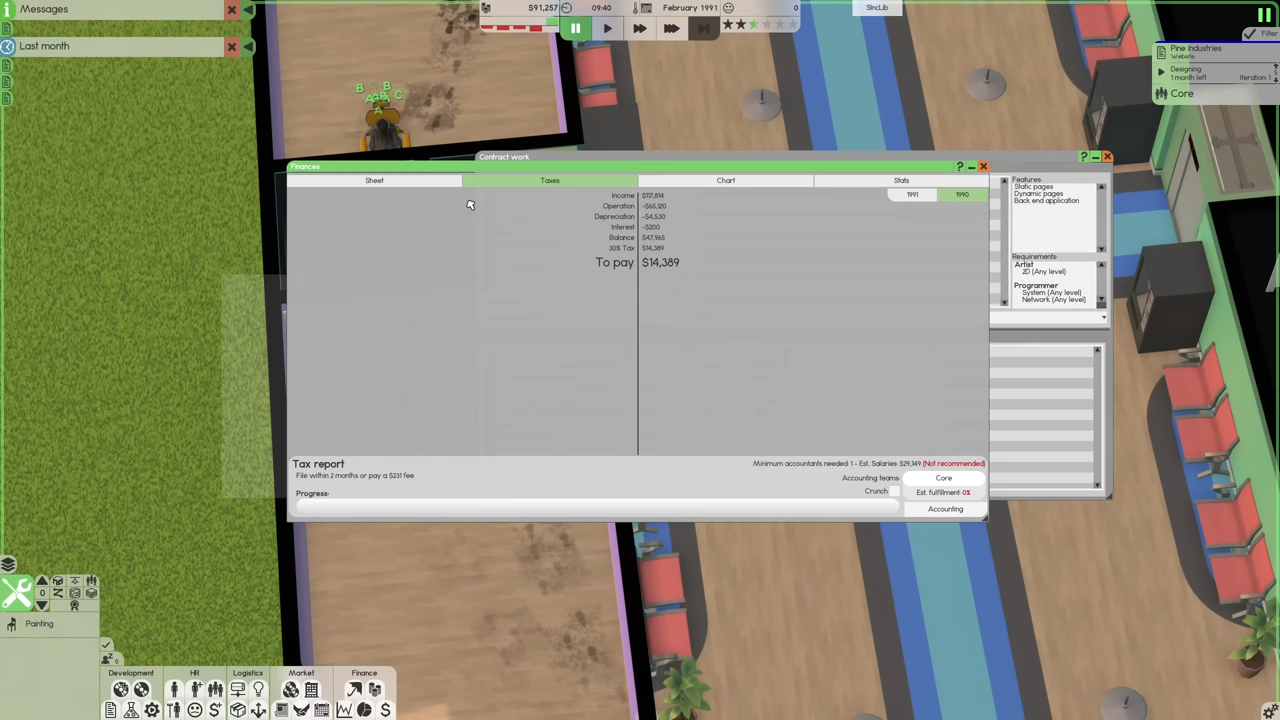 Messages
Last month
$91,257
09:40
February 1991
0
SincLib
Filter
Pine Industries
Website
Designing
1 month left
Iteration 1
Core
Contract work
?
Finances
?
Sheet
Taxes
Chart
Stats
1991
1990
Income $117,814
Operation -$65,120
Depreciation -$4,530
Interest -$200
Balance $47,965
30% Tax $14,389
To pay $14,389
Features:
Static pages
Dynamic pages
Back end application
Requirements:
Artist
2D (Any level)
Programmer
System (Any level)
Network (Any level)
Tax report
File within 2 months or pay a $231 fee
Progress:
Minimum accountants needed: 1 - Est. Salaries: $29,149 (Not recommended)
Accounting teams:
Core
Crunch
Est. fulfillment: 0%
Accounting
0
Painting
0
Development
HR
Logistics
Market
Finance